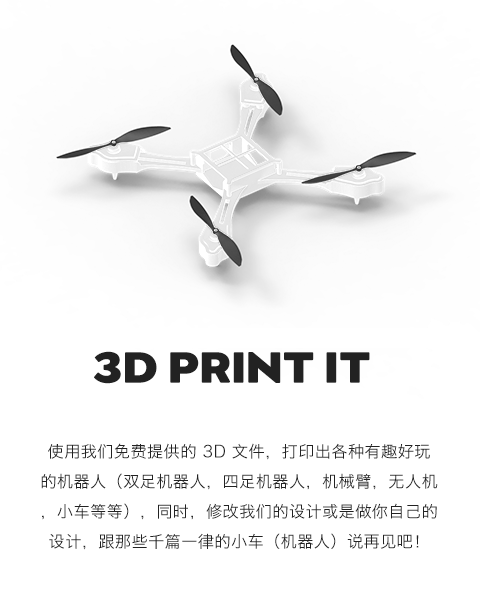 3D PRINT IT
使用我们免费提供的 3D 文件，打印出各种有趣好玩
的机器人（双足机器人，四足机器人，机械臂，无人机
，小车等等），同时，修改我们的设计或是做你自己的
设计，跟那些千篇一律的小车（机器人）说再见吧！